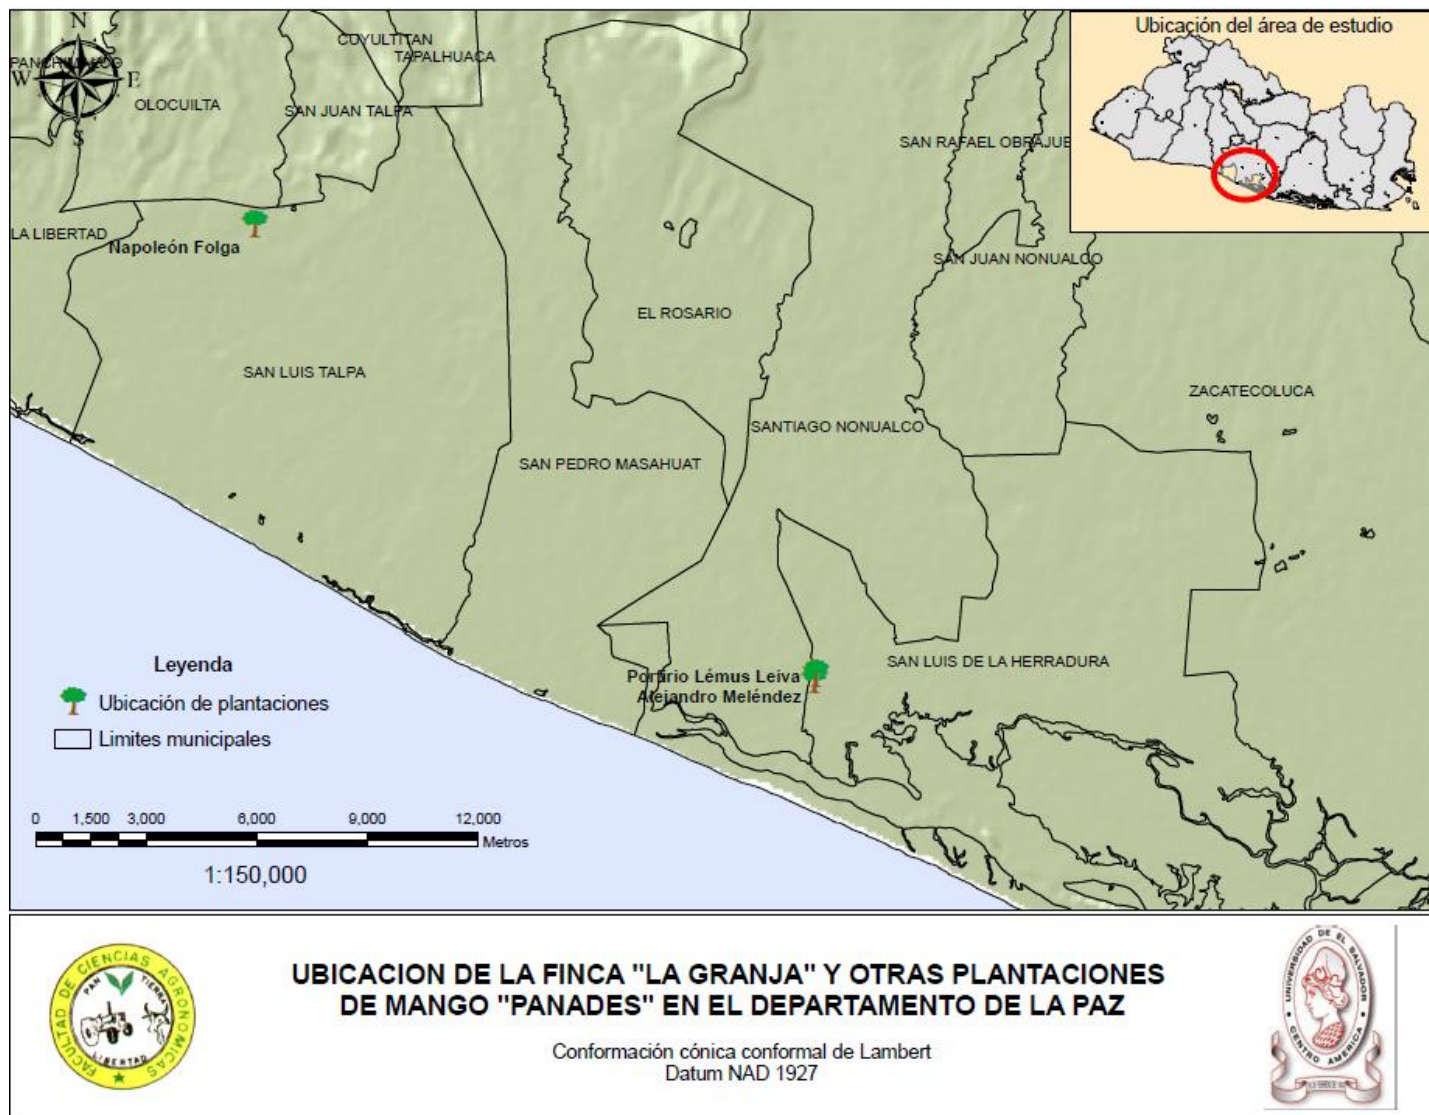 N
W
E
S
PANCHIMALCO
OLOCUILTA
CUYULTITAN
TAPALHUACA
SAN JUAN TALPA
LA LIBERTAD
Napoleón Folga
SAN LUIS TALPA
EL ROSARIO
SAN PEDRO MASAHUAT
SANTIAGO NONUALCO
SAN RAFAEL OBRAJUE
SAN JUAN NONUALCO
ZACATECOLUCA
SAN LUIS DE LA HERRADURA
Porfirio Lémus Leiva
Alejandro Meléndez
Ubicación del área de estudio
Leyenda
Ubicación de plantaciones
Limites municipales
0 1,500 3,000 6,000 9,000 12,000
Metros
1:150,000
FACULTAD DE CIENCIAS AGRONOMICAS
PAN TIERRA
LIBERTAD
UBICACION DE LA FINCA "LA GRANJA" Y OTRAS PLANTACIONES
DE MANGO "PANADES" EN EL DEPARTAMENTO DE LA PAZ
Conformación cónica conformal de Lambert
Datum NAD 1927
UNIVERSIDAD DE EL SALVADOR
CENTRO AMERICA